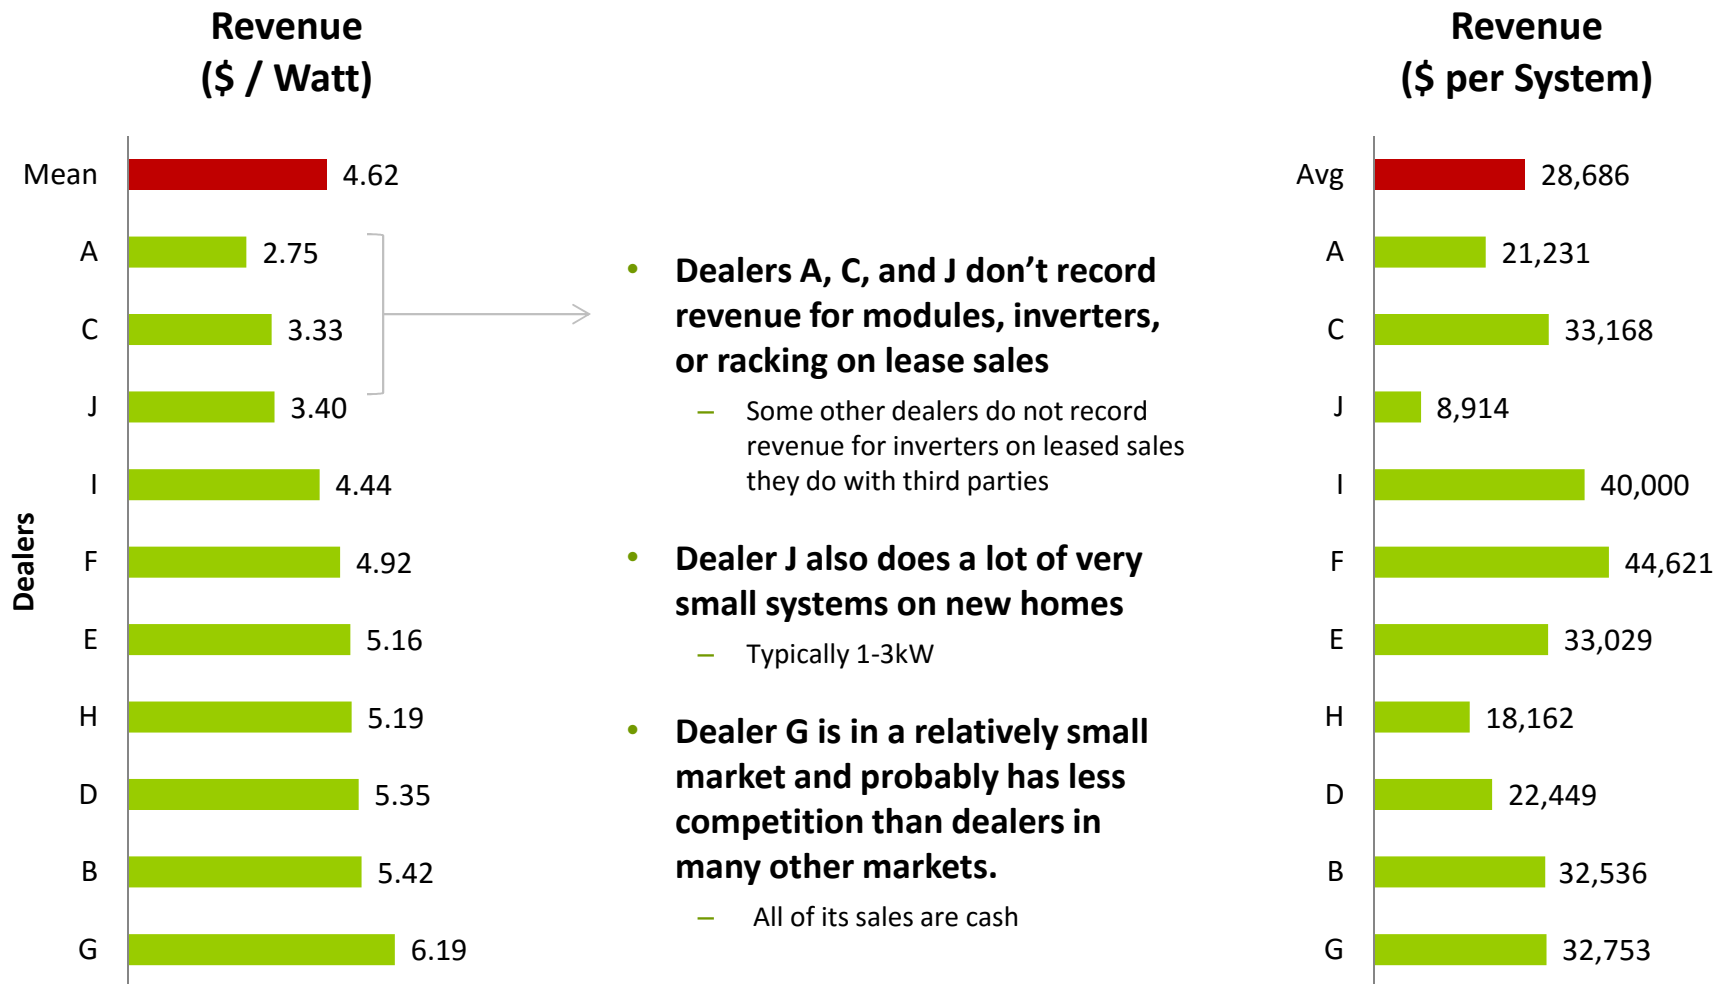 Revenue
($ / Watt)
Mean 4.62
A 2.75
C 3.33
J 3.40
I 4.44
F 4.92
E 5.16
H 5.19
D 5.35
B 5.42
G 6.19
Dealers
• Dealers A, C, and J don’t record
revenue for modules, inverters,
or racking on lease sales
– Some other dealers do not record
revenue for inverters on leased sales
they do with third parties
• Dealer J also does a lot of very
small systems on new homes
– Typically 1-3kW
• Dealer G is in a relatively small
market and probably has less
competition than dealers in
many other markets.
– All of its sales are cash
Revenue
($ per System)
Avg 28,686
A 21,231
C 33,168
J 8,914
I 40,000
F 44,621
E 33,029
H 18,162
D 22,449
B 32,536
G 32,753